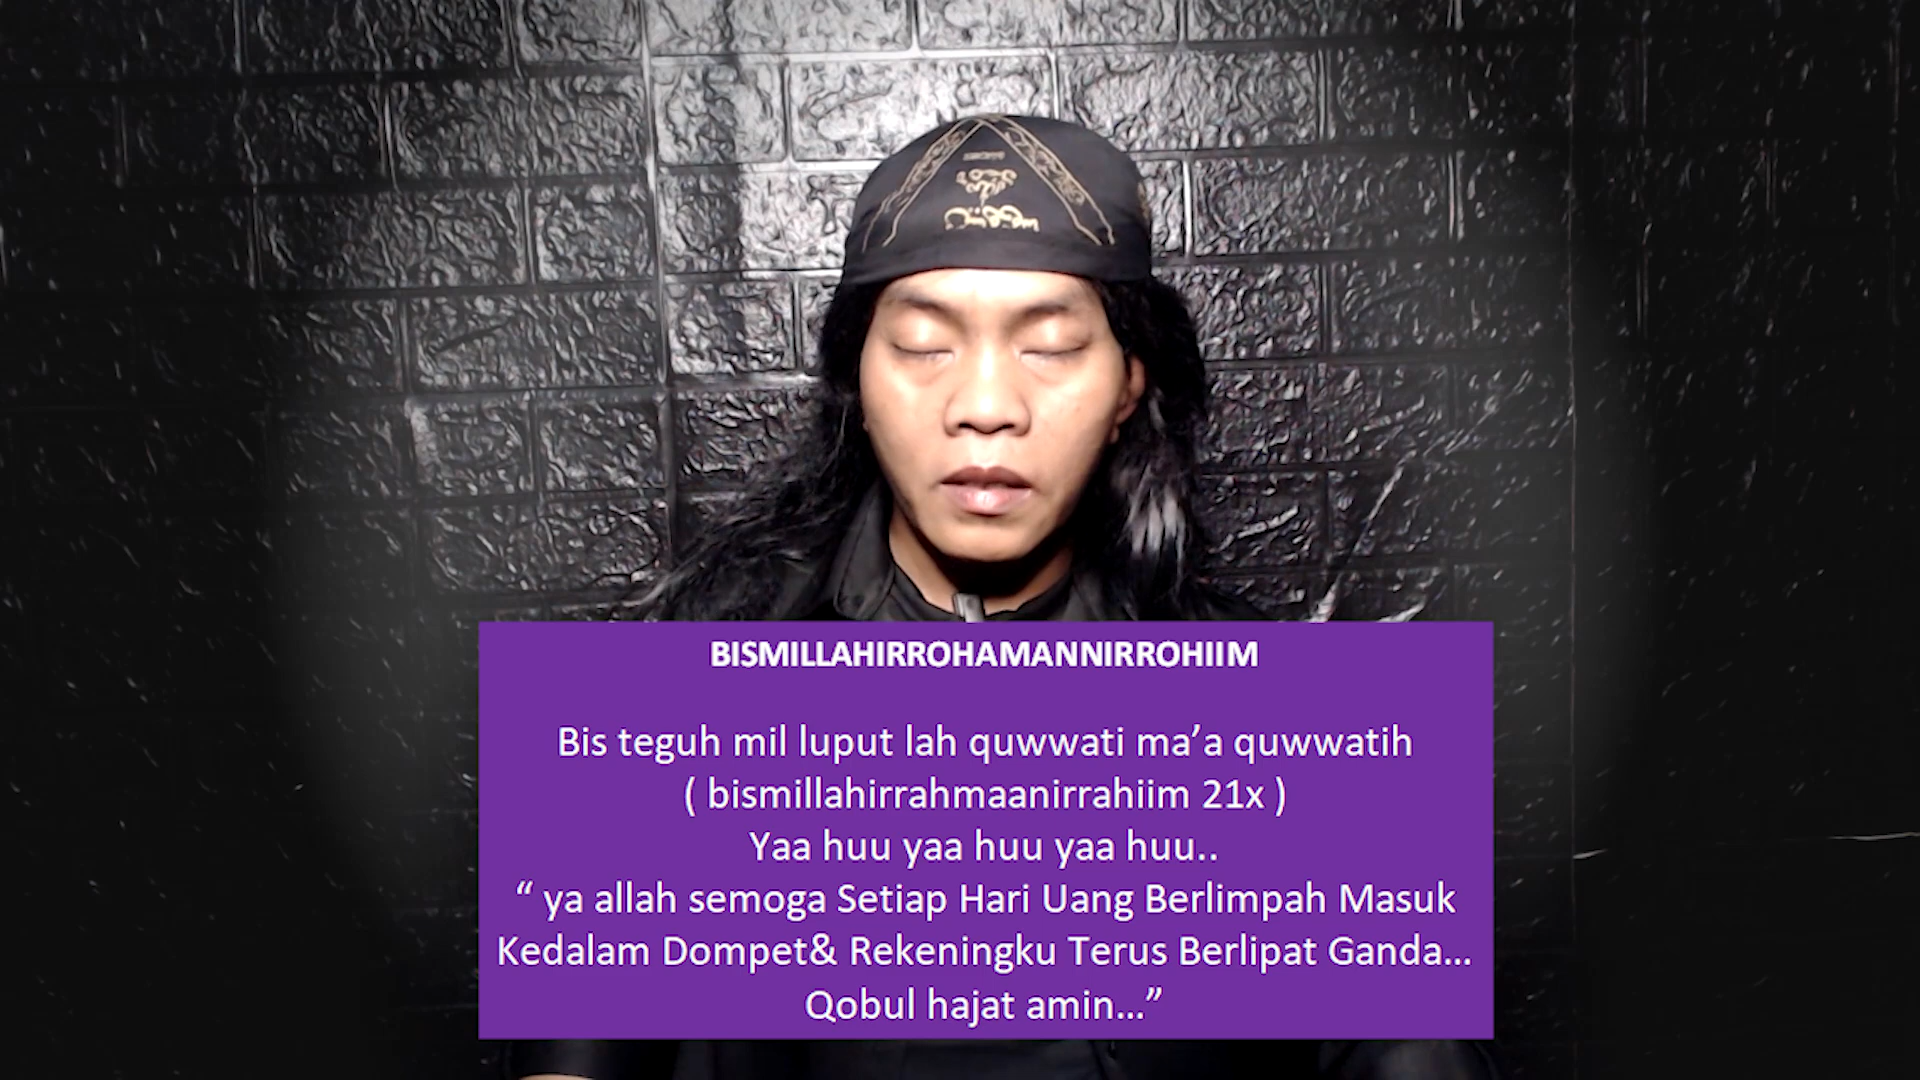 BISMILLAHIRROHAMANNIRROHIIM
Bis teguh mil luput lah quwwati ma’a quwwatih
( bismillahirrahmaanirrahiim 21x )
Yaa huu yaa huu yaa huu..
“ ya allah semoga Setiap Hari Uang Berlimpah Masuk
Kedalam Dompet& Rekeningku Terus Berlipat Ganda...
Qobul hajat amin...”